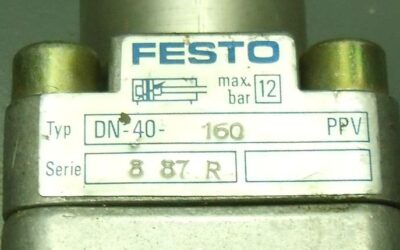 FESTO
max. bar 12
Typ DN-40- 160 PPV
Serie 8 87 R